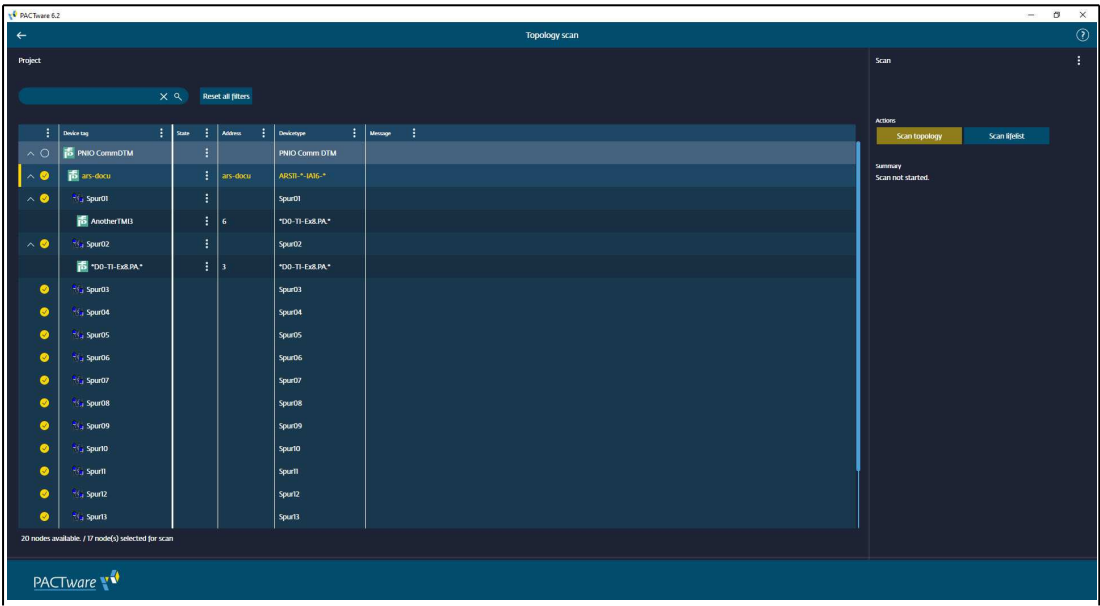 PACTware 6.2
Topology scan
Project
Scan
Reset all filters
Actions
Scan topology Scan lifelist
Summary
Scan not started.
Device tag State Address Devicetype Message
PNIO CommDTM PNIO Comm DTM
ars-docu ars-docu ARS11-*-IA16-*
Spur01 Spur01
AnotherTMI3 6 *D0-TI-Ex8.PA.*
Spur02 Spur02
*D0-TI-Ex8.PA.* 3 *D0-TI-Ex8.PA.*
Spur03 Spur03
Spur04 Spur04
Spur05 Spur05
Spur06 Spur06
Spur07 Spur07
Spur08 Spur08
Spur09 Spur09
Spur10 Spur10
Spur11 Spur11
Spur12 Spur12
Spur13 Spur13
20 nodes available. / 17 node(s) selected for scan
PACTware